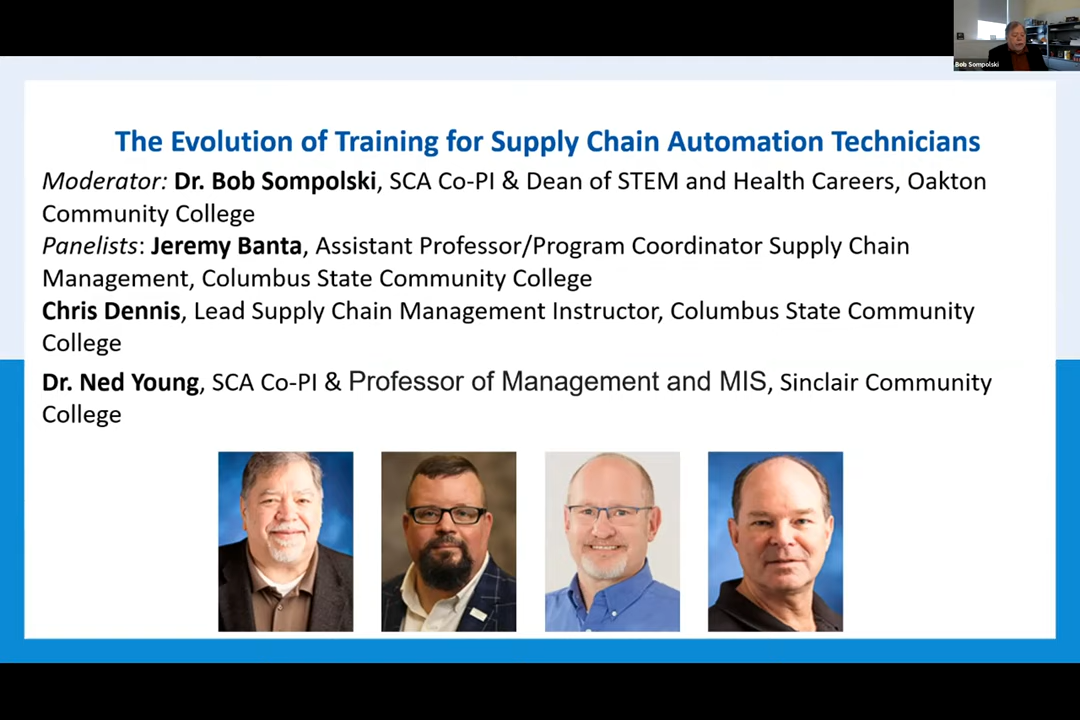 Bob Sompolski
The Evolution of Training for Supply Chain Automation Technicians
Moderator: Dr. Bob Sompolski, SCA Co-PI & Dean of STEM and Health Careers, Oakton
Community College
Panelists: Jeremy Banta, Assistant Professor/Program Coordinator Supply Chain
Management, Columbus State Community College
Chris Dennis, Lead Supply Chain Management Instructor, Columbus State Community
College
Dr. Ned Young, SCA Co-PI & Professor of Management and MIS, Sinclair Community
College